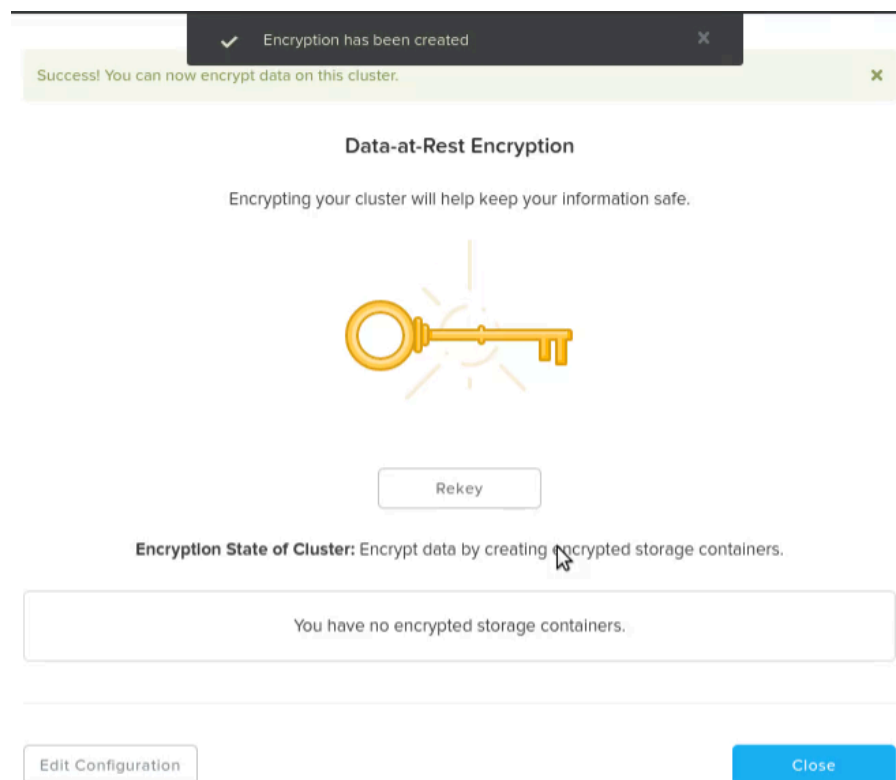 Encryption has been created
Success! You can now encrypt data on this cluster.
Data-at-Rest Encryption
Encrypting your cluster will help keep your information safe.
Rekey
Encryption State of Cluster: Encrypt data by creating encrypted storage containers.
You have no encrypted storage containers.
Edit Configuration
Close